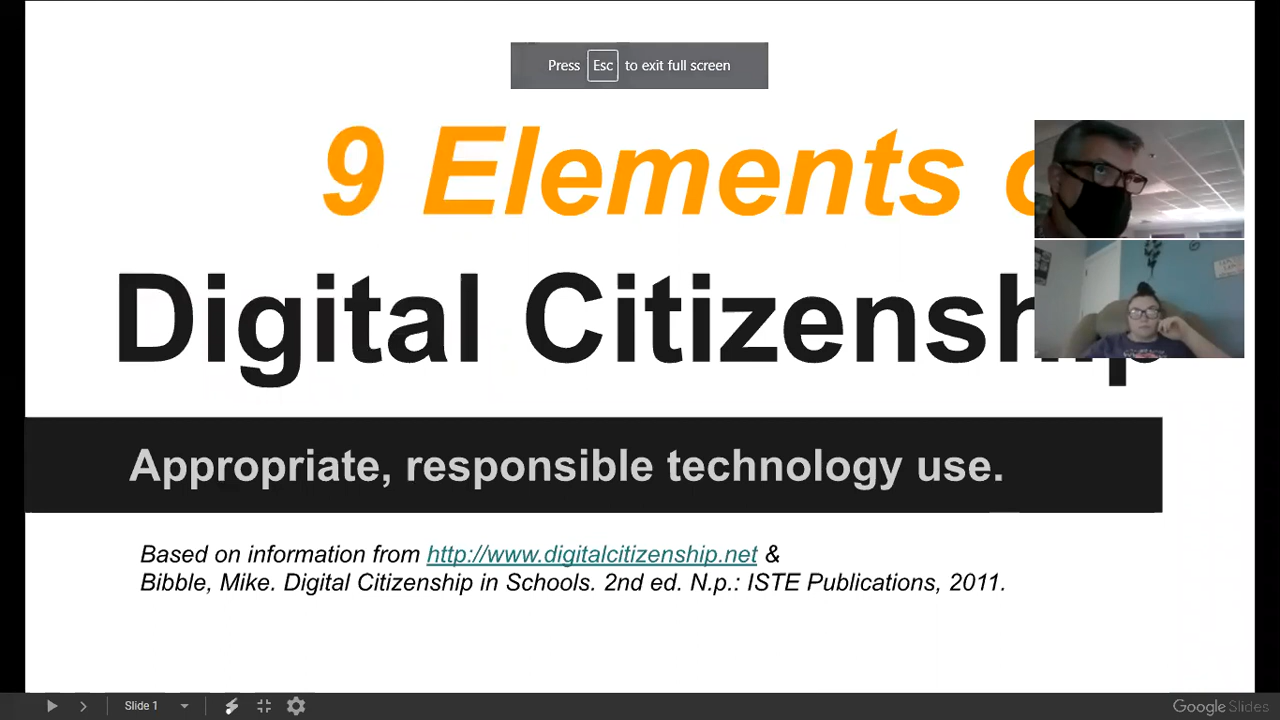 Press Esc to exit full screen
9 Elements
Digital Citizenship
Appropriate, responsible technology use.
Based on information from http://www.digitalcitizenship.net &
Bibble, Mike. Digital Citizenship in Schools. 2nd ed. N.p.: ISTE Publications, 2011.
Slide 1
Google Slides